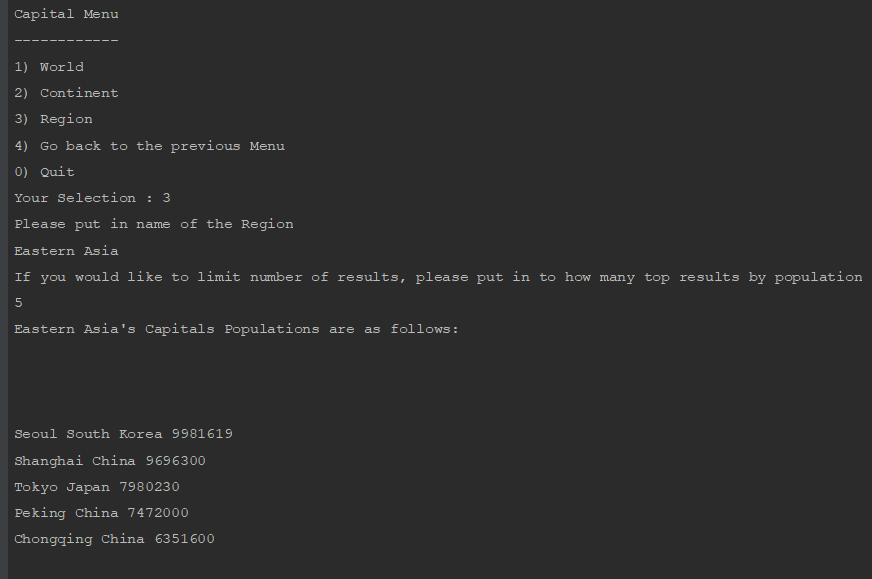 Capital Menu
------------
1) World
2) Continent
3) Region
4) Go back to the previous Menu
0) Quit
Your Selection : 3
Please put in name of the Region
Eastern Asia
If you would like to limit number of results, please put in to how many top results by population
5
Eastern Asia's Capitals Populations are as follows:
Seoul South Korea 9981619
Shanghai China 9696300
Tokyo Japan 7980230
Peking China 7472000
Chongqing China 6351600